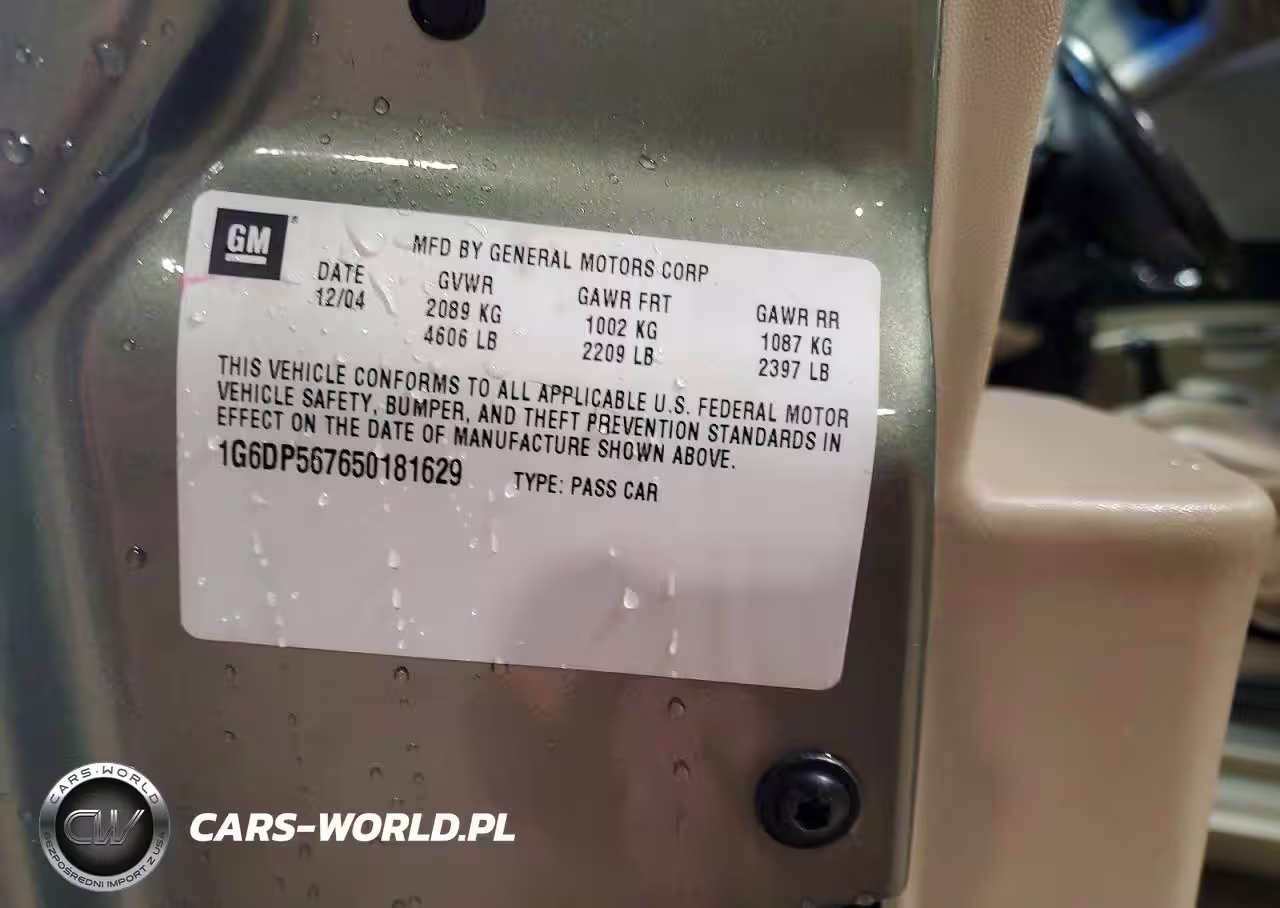 GM
MFD BY GENERAL MOTORS CORP
DATE GVWR GAWR FRT GAWR RR
12/04 2089 KG 1002 KG 1087 KG
4606 LB 2209 LB 2397 LB
THIS VEHICLE CONFORMS TO ALL APPLICABLE U.S. FEDERAL MOTOR
VEHICLE SAFETY, BUMPER, AND THEFT PREVENTION STANDARDS IN
EFFECT ON THE DATE OF MANUFACTURE SHOWN ABOVE.
1G6DP567650181629 TYPE: PASS CAR
CARS-WORLD
CW
BEZPOŚREDNI IMPORT Z USA
CARS-WORLD.PL